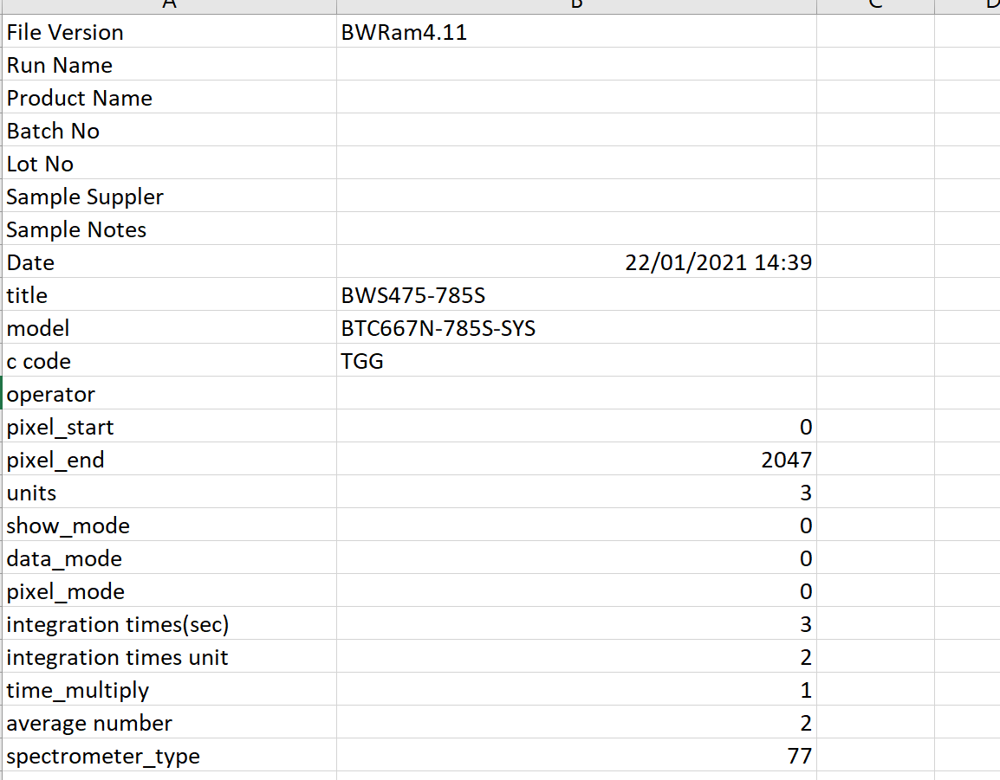 A B C D
File Version BWRam4.11
Run Name
Product Name
Batch No
Lot No
Sample Suppler
Sample Notes
Date 22/01/2021 14:39
title BWS475-785S
model BTC667N-785S-SYS
c code TGG
operator
pixel_start 0
pixel_end 2047
units 3
show_mode 0
data_mode 0
pixel_mode 0
integration times(sec) 3
integration times unit 2
time_multiply 1
average number 2
spectrometer_type 77